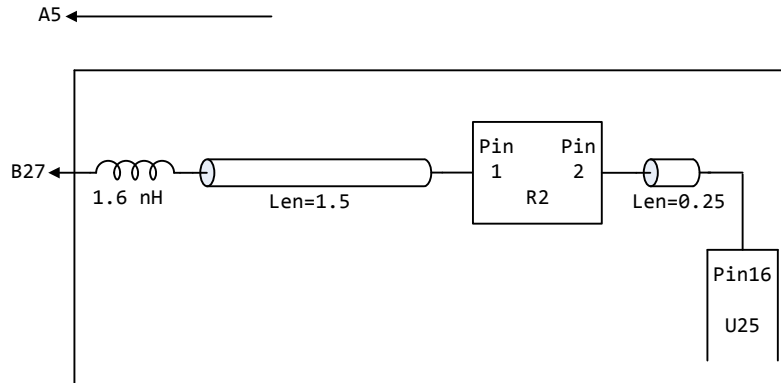 A5
B27
1.6 nH
Len=1.5
Pin Pin
1 2
R2
Len=0.25
Pin16
U25